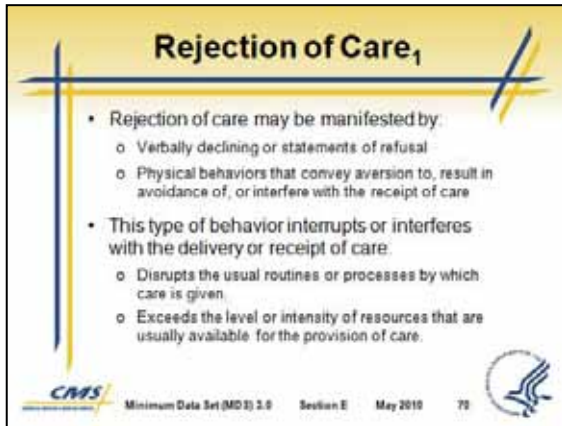 Rejection of Care1
• Rejection of care may be manifested by:
o Verbally declining or statements of refusal
o Physical behaviors that convey aversion to, result in
avoidance of, or interfere with the receipt of care
• This type of behavior interrupts or interferes
with the delivery or receipt of care
o Disrupts the usual routines or processes by which
care is given.
o Exceeds the level or intensity of resources that are
usually available for the provision of care.
CMS
Minimum Data Set (MDS) 3.0 Section E May 2010 70